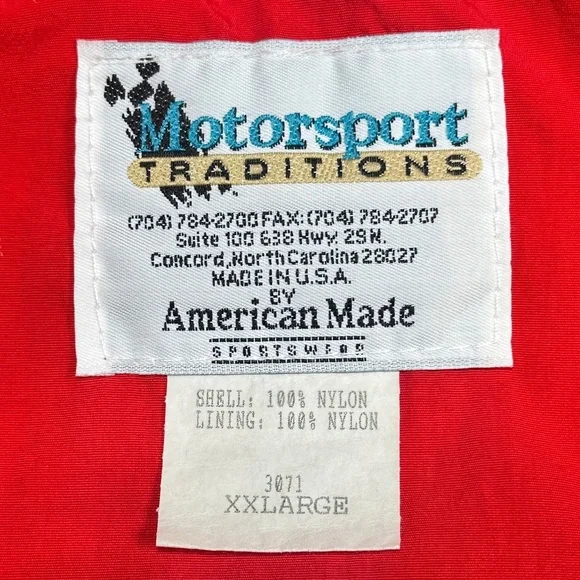 Motorsport
TRADITIONS
(704) 784-2700 FAX: (704) 784-2707
Suite 100 638 Hwy. 29 N.
Concord, North Carolina 28027
MADE IN U.S.A.
BY
American Made
SPORTSWEAR
SHELL: 100% NYLON
LINING: 100% NYLON
3071
XXLARGE